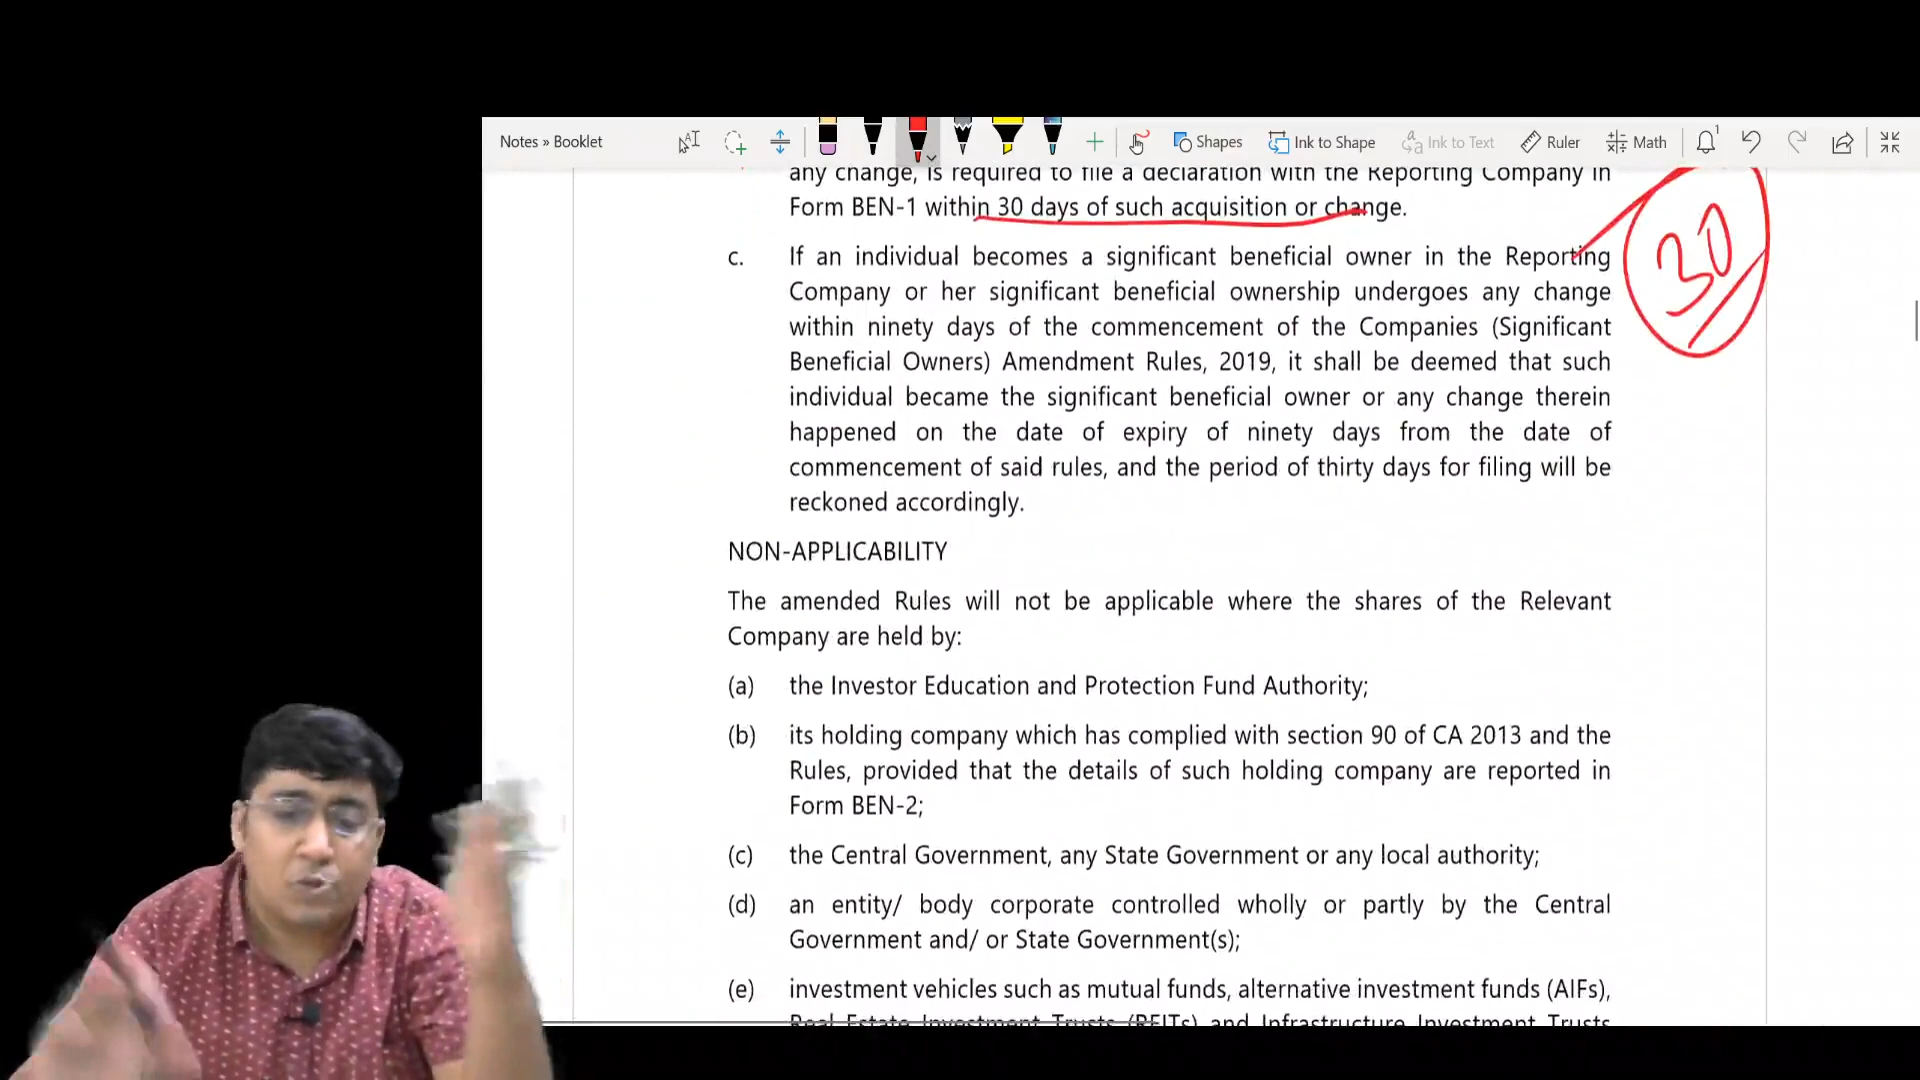 Notes » Booklet
Shapes
Ink to Shape
Ink to Text
Ruler
Math
1
any change, is required to file a declaration with the Reporting Company in
Form BEN-1 within 30 days of such acquisition or change.
30
c. If an individual becomes a significant beneficial owner in the Reporting
Company or her significant beneficial ownership undergoes any change
within ninety days of the commencement of the Companies (Significant
Beneficial Owners) Amendment Rules, 2019, it shall be deemed that such
individual became the significant beneficial owner or any change therein
happened on the date of expiry of ninety days from the date of
commencement of said rules, and the period of thirty days for filing will be
reckoned accordingly.
NON-APPLICABILITY
The amended Rules will not be applicable where the shares of the Relevant
Company are held by:
(a) the Investor Education and Protection Fund Authority;
(b) its holding company which has complied with section 90 of CA 2013 and the
Rules, provided that the details of such holding company are reported in
Form BEN-2;
(c) the Central Government, any State Government or any local authority;
(d) an entity/ body corporate controlled wholly or partly by the Central
Government and/ or State Government(s);
(e) investment vehicles such as mutual funds, alternative investment funds (AIFs),
Real Estate Investment Trusts (REITs) and Infrastructure Investment Trusts